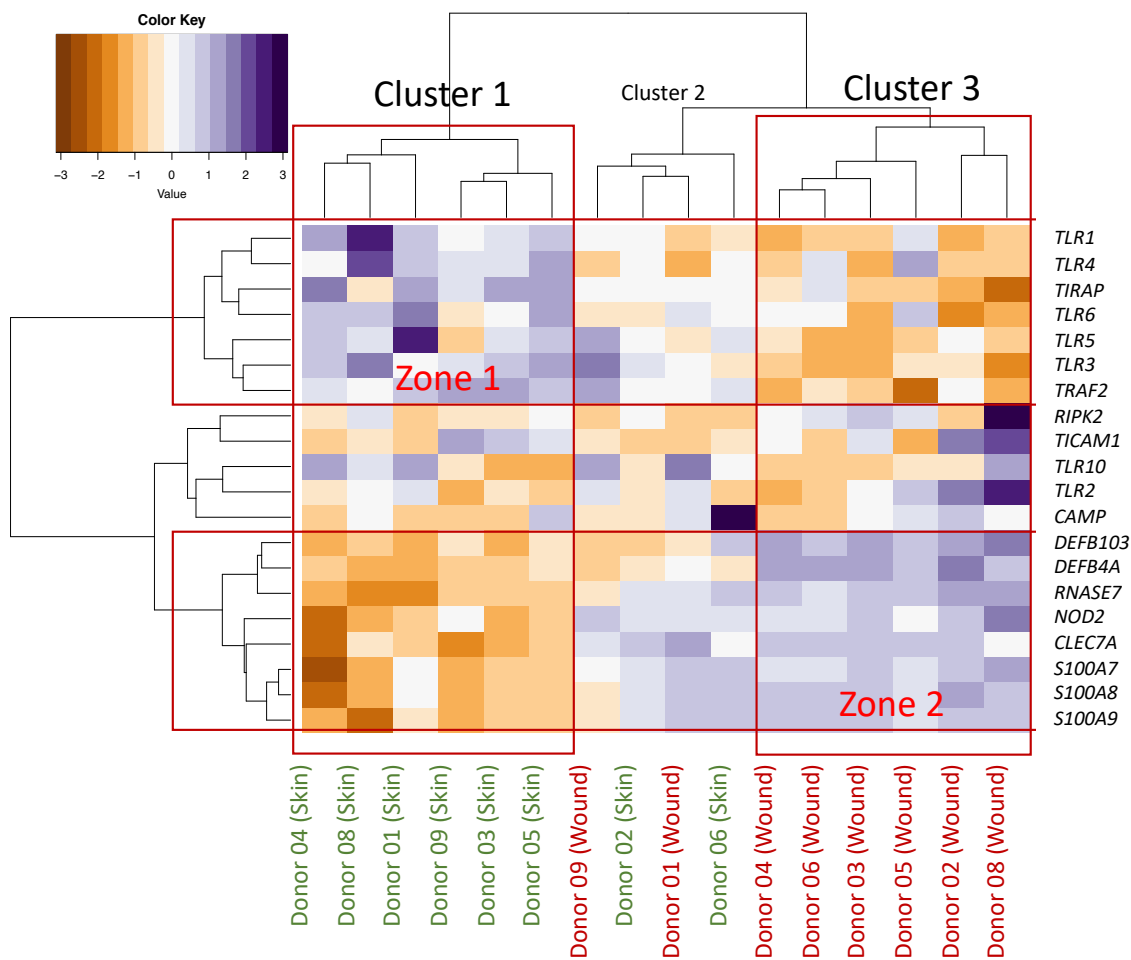 Color Key
−3 −2 −1 0 1 2 3
Value
Cluster 1
Cluster 2
Cluster 3
TLR1
TLR4
TIRAP
TLR6
TLR5
TLR3
Zone 1
TRAF2
RIPK2
TICAM1
TLR10
TLR2
CAMP
DEFB103
DEFB4A
RNASE7
NOD2
CLEC7A
S100A7
S100A8
Zone 2
S100A9
Donor 04 (Skin)
Donor 08 (Skin)
Donor 01 (Skin)
Donor 09 (Skin)
Donor 03 (Skin)
Donor 05 (Skin)
Donor 09 (Wound)
Donor 02 (Skin)
Donor 01 (Wound)
Donor 06 (Skin)
Donor 04 (Wound)
Donor 06 (Wound)
Donor 03 (Wound)
Donor 05 (Wound)
Donor 02 (Wound)
Donor 08 (Wound)